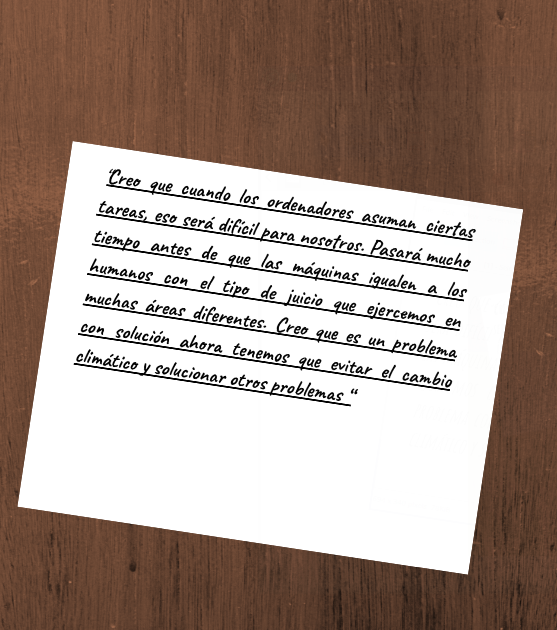 "Creo que cuando los ordenadores asuman ciertas
tareas, eso será difícil para nosotros. Pasará mucho
tiempo antes de que las máquinas igualen a los
humanos con el tipo de juicio que ejercemos en
muchas áreas diferentes. Creo que es un problema
con solución ahora tenemos que evitar el cambio
climático y solucionar otros problemas “